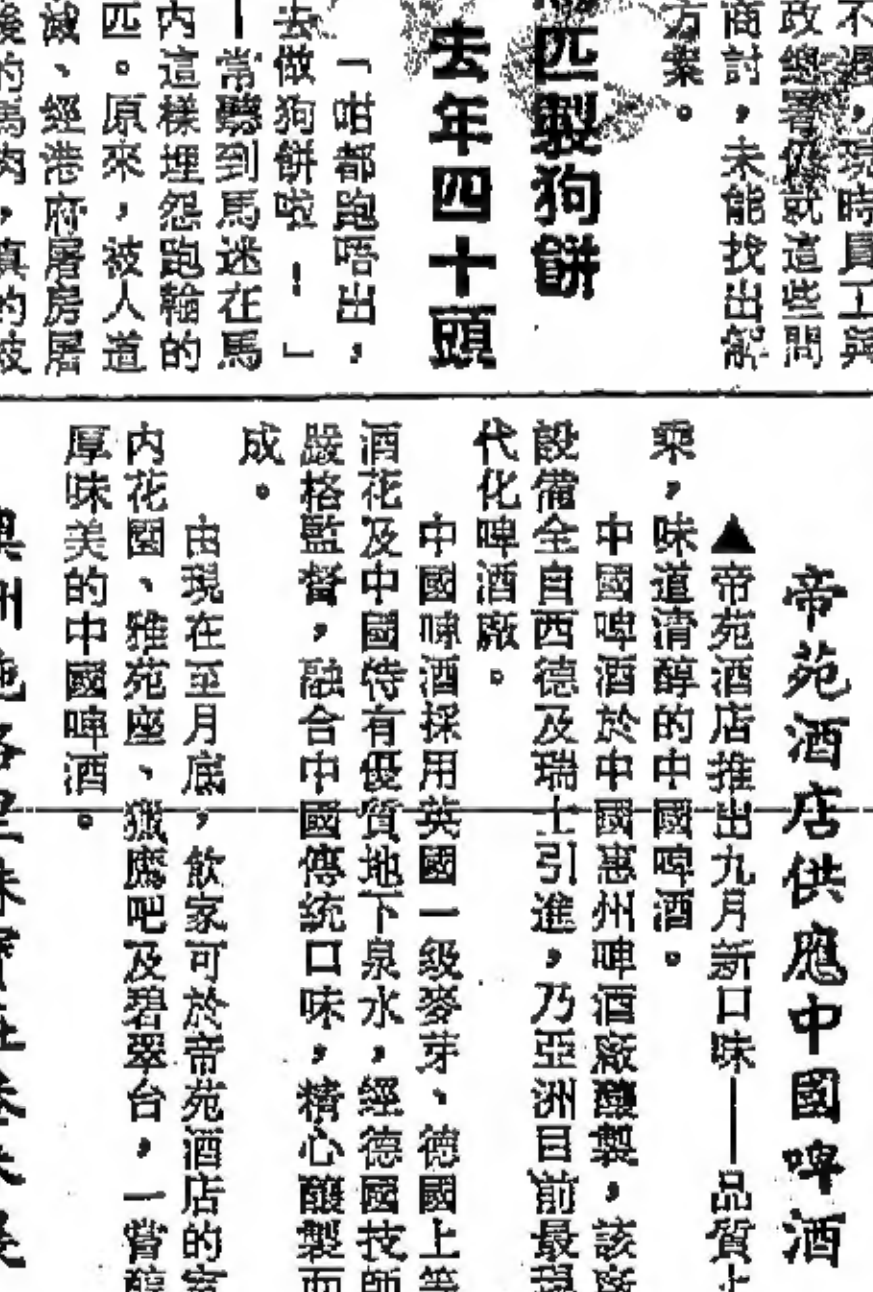 不遲，現時員工與
政總署仍就這些問
商討，未能找出解
方案。
匹製狗餅
去年四十頭
「咁都跑唔出，
去做狗餅啦！」
—常聽到馬迷在馬
內這樣埋怨跑輸的
匹。原來，被人道
滅、經港府屠房屠
後的馬肉，真的被
帝苑酒店供應中國啤酒
▲帝苑酒店推出九月新口味——品質上
乘，味道清醇的中國啤酒。
中國啤酒於中國惠州啤酒廠釀製，該廠
設備全自西德及瑞士引進，乃亞洲目前最現
代化啤酒廠。
中國啤酒採用英國一級麥芽、德國上等
酒花及中國特有優質地下泉水，經德國技師
嚴格監督，融合中國傳統口味，精心釀製而
成。
由現在至月底，飲家可於帝苑酒店的室
內花園、雅苑座、獵鷹吧及碧翠台，一嘗醇
厚味美的中國啤酒。